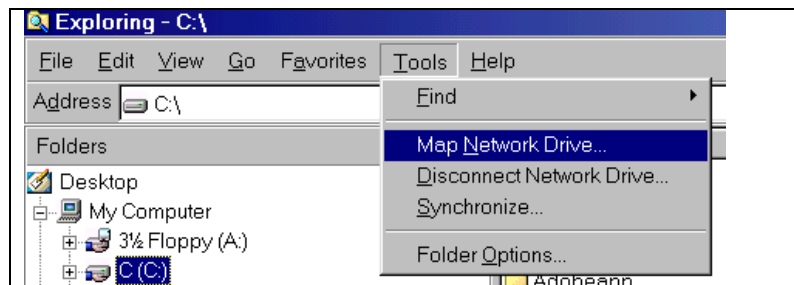 Exploring - C:\
File Edit View Go Favorites Tools Help
Address C:\
Find
Map Network Drive...
Disconnect Network Drive...
Synchronize...
Folder Options...
Folders
Desktop
My Computer
3½ Floppy (A:)
C (C:)
Adobeapp